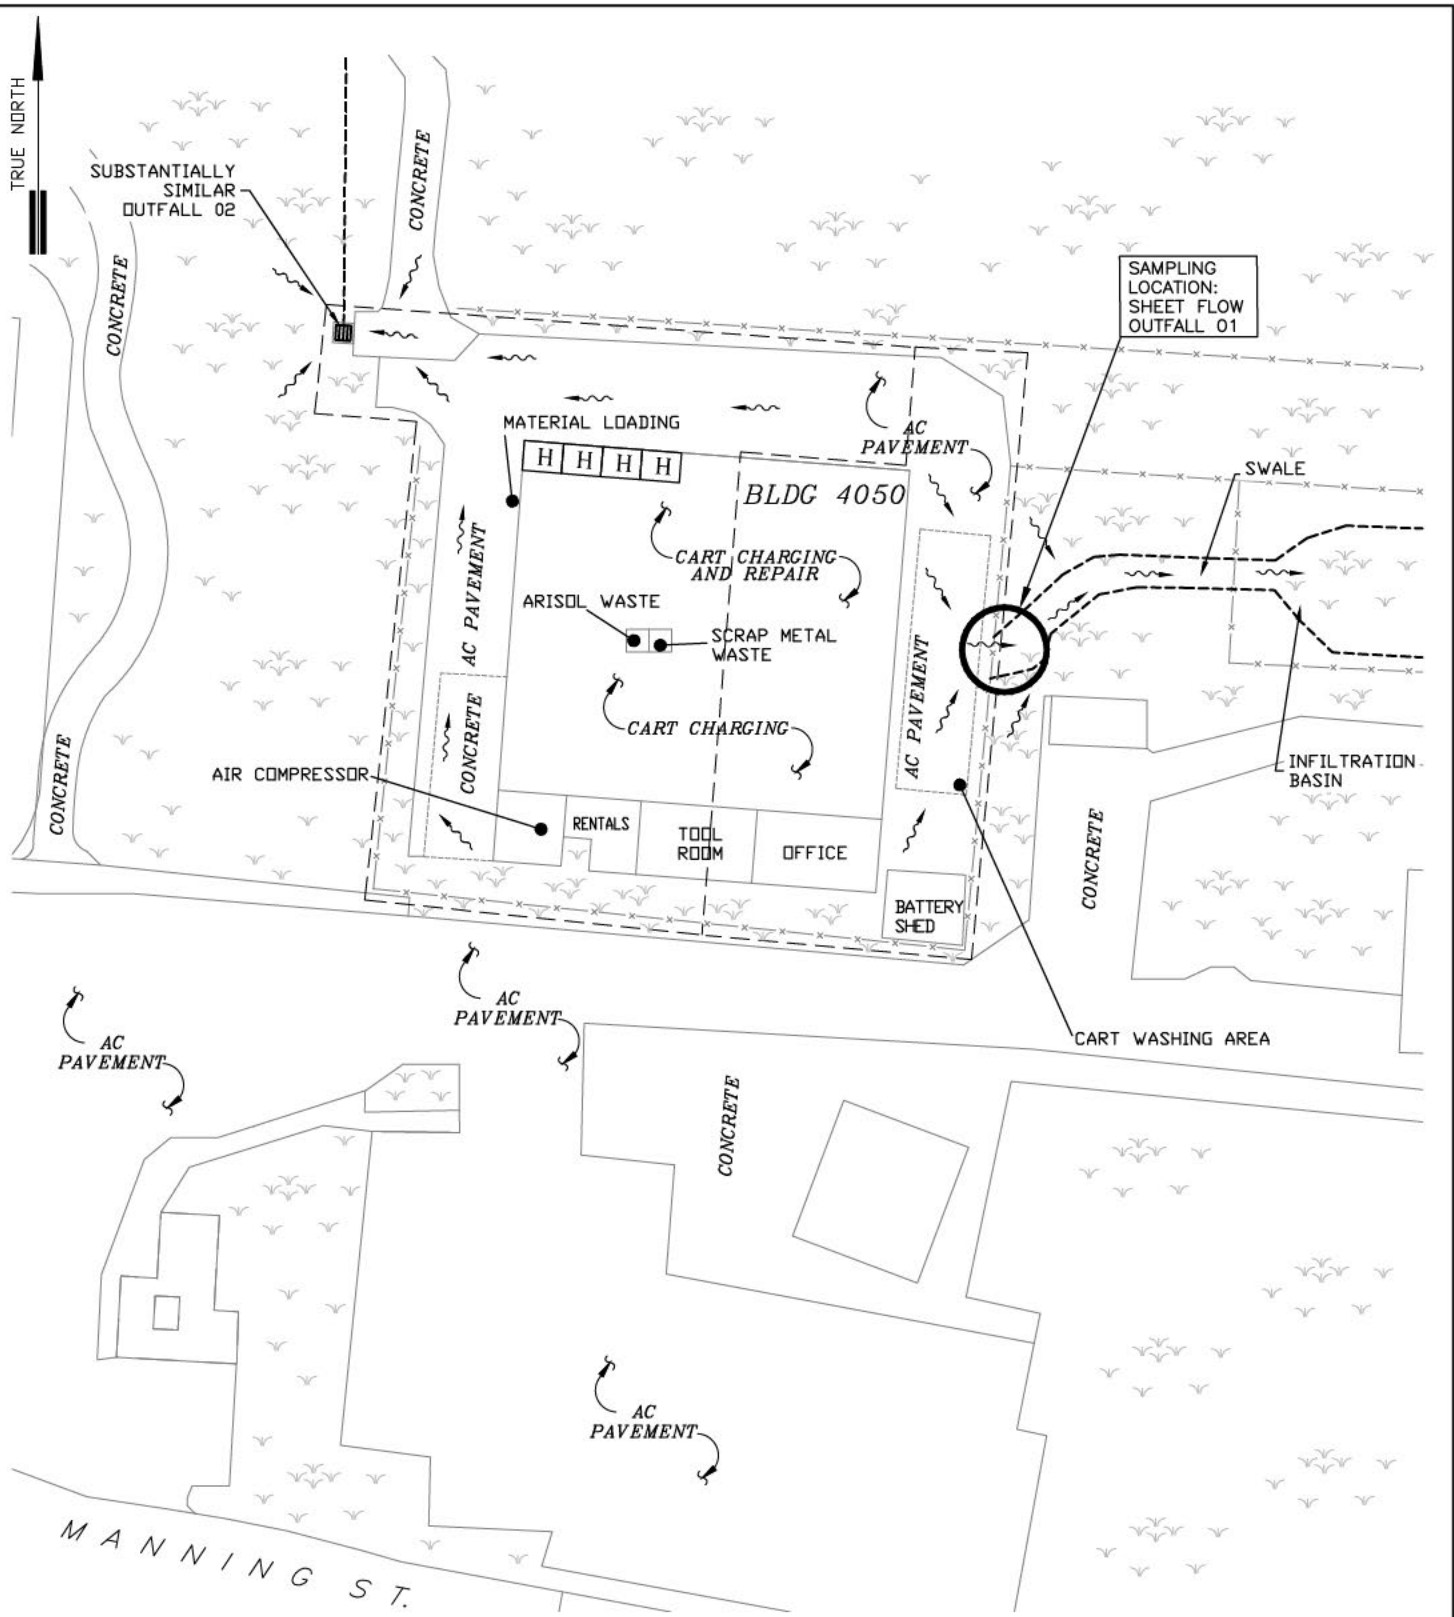 TRUE NORTH
SUBSTANTIALLY
SIMILAR
OUTFALL 02
CONCRETE
CONCRETE
SAMPLING
LOCATION:
SHEET FLOW
OUTFALL 01
MATERIAL LOADING
H H H H
AC
PAVEMENT
BLDG 4050
SWALE
CART CHARGING
AND REPAIR
AC PAVEMENT
ARISOL WASTE
SCRAP METAL
WASTE
AC PAVEMENT
CONCRETE
CART CHARGING
CONCRETE
AIR COMPRESSOR
INFILTRATION
BASIN
RENTALS
TOOL
ROOM
OFFICE
CONCRETE
BATTERY
SHED
AC
PAVEMENT
AC
PAVEMENT
CART WASHING AREA
CONCRETE
AC
PAVEMENT
MANNING ST.